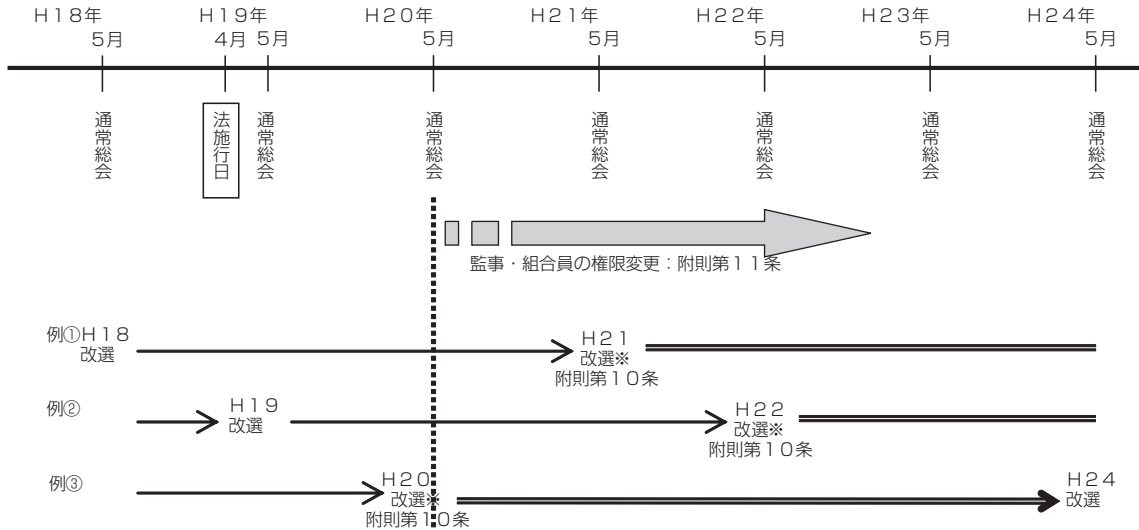 Ｈ１８年 Ｈ１９年 Ｈ２０年 Ｈ２１年 Ｈ２２年 Ｈ２３年 Ｈ２４年
５月 ４月 ５月 ５月 ５月 ５月 ５月 ５月
通常総会 法施行日 通常総会 通常総会 通常総会 通常総会 通常総会 通常総会
監事・組合員の権限変更：附則第１１条
例①Ｈ１８
改選
Ｈ２１
改選※
附則第１０条
例②
Ｈ１９
改選
Ｈ２２
改選※
附則第１０条
例③
Ｈ２０
改選※
附則第１０条
Ｈ２４
改選